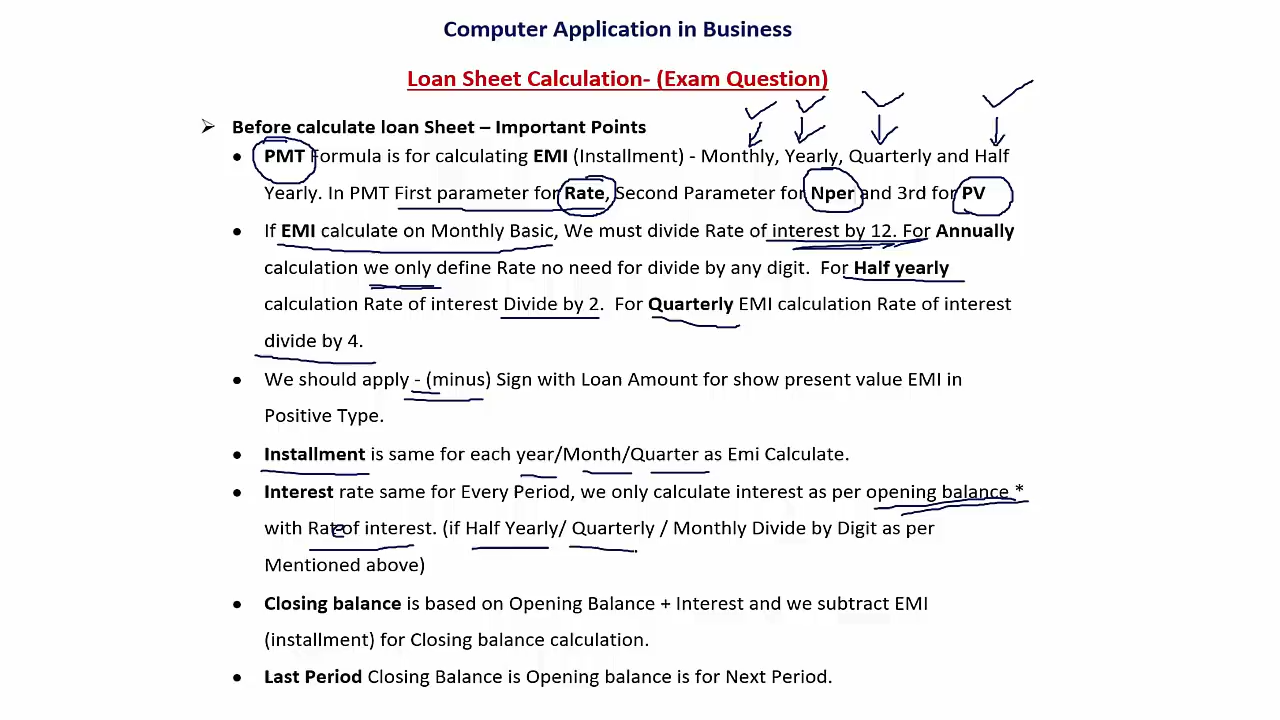 Computer Application in Business
Loan Sheet Calculation- (Exam Question)
➢ Before calculate loan Sheet – Important Points
• PMT Formula is for calculating EMI (Installment) - Monthly, Yearly, Quarterly and Half
Yearly. In PMT First parameter for Rate, Second Parameter for Nper and 3rd for PV
• If EMI calculate on Monthly Basic, We must divide Rate of interest by 12. For Annually
calculation we only define Rate no need for divide by any digit. For Half yearly
calculation Rate of interest Divide by 2. For Quarterly EMI calculation Rate of interest
divide by 4.
• We should apply - (minus) Sign with Loan Amount for show present value EMI in
Positive Type.
• Installment is same for each year/Month/Quarter as Emi Calculate.
• Interest rate same for Every Period, we only calculate interest as per opening balance *
with Rate of interest. (if Half Yearly/ Quarterly / Monthly Divide by Digit as per
Mentioned above)
• Closing balance is based on Opening Balance + Interest and we subtract EMI
(installment) for Closing balance calculation.
• Last Period Closing Balance is Opening balance is for Next Period.